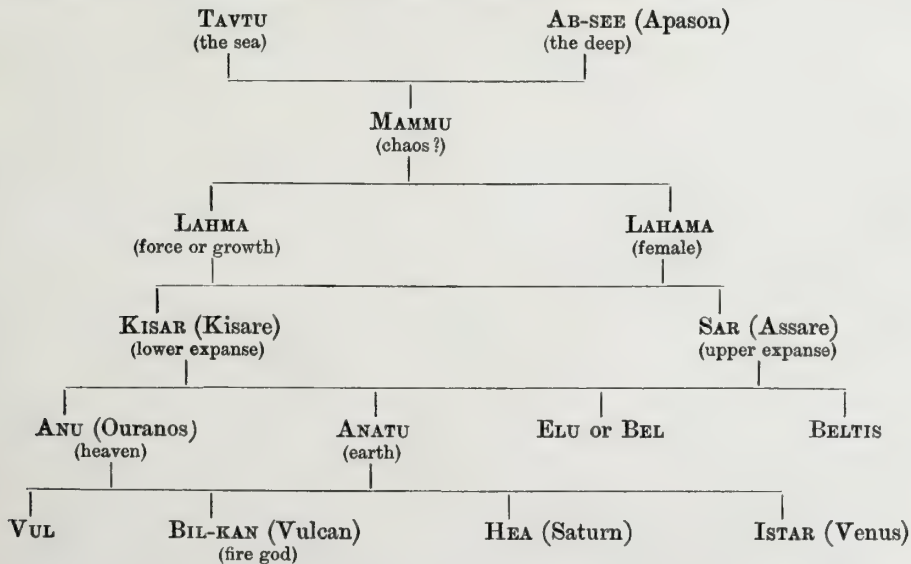 TAVTU AB-SEE (Apason)
(the sea) (the deep)
MAMMU
(chaos?)
LAHMA LAHAMA
(force or growth) (female)
KISAR (Kisare) SAR (Assare)
(lower expanse) (upper expanse)
ANU (Ouranos) ANATU ELU or BEL BELTIS
(heaven) (earth)
VUL BIL-KAN (Vulcan) HEA (Saturn) ISTAR (Venus)
(fire god)